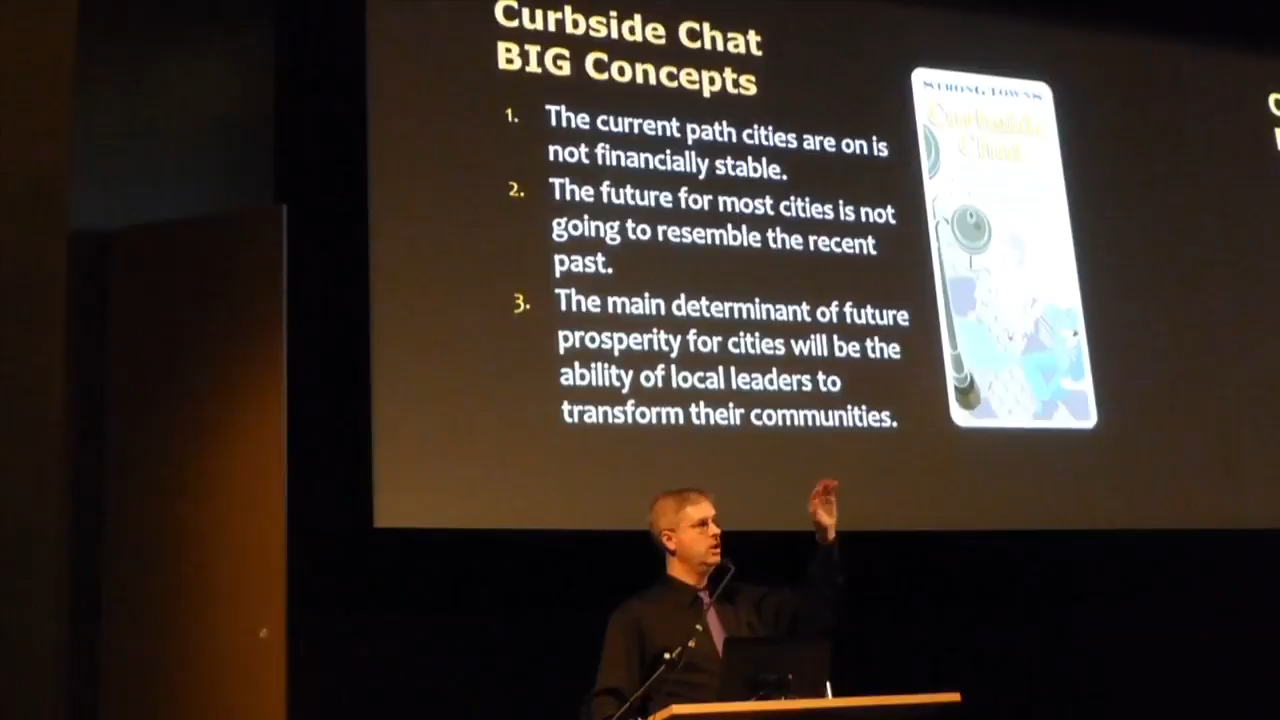 Curbside Chat
BIG Concepts
1. The current path cities are on is
not financially stable.
2. The future for most cities is not
going to resemble the recent
past.
3. The main determinant of future
prosperity for cities will be the
ability of local leaders to
transform their communities.
STRONG TOWNS
Curbside
Chat